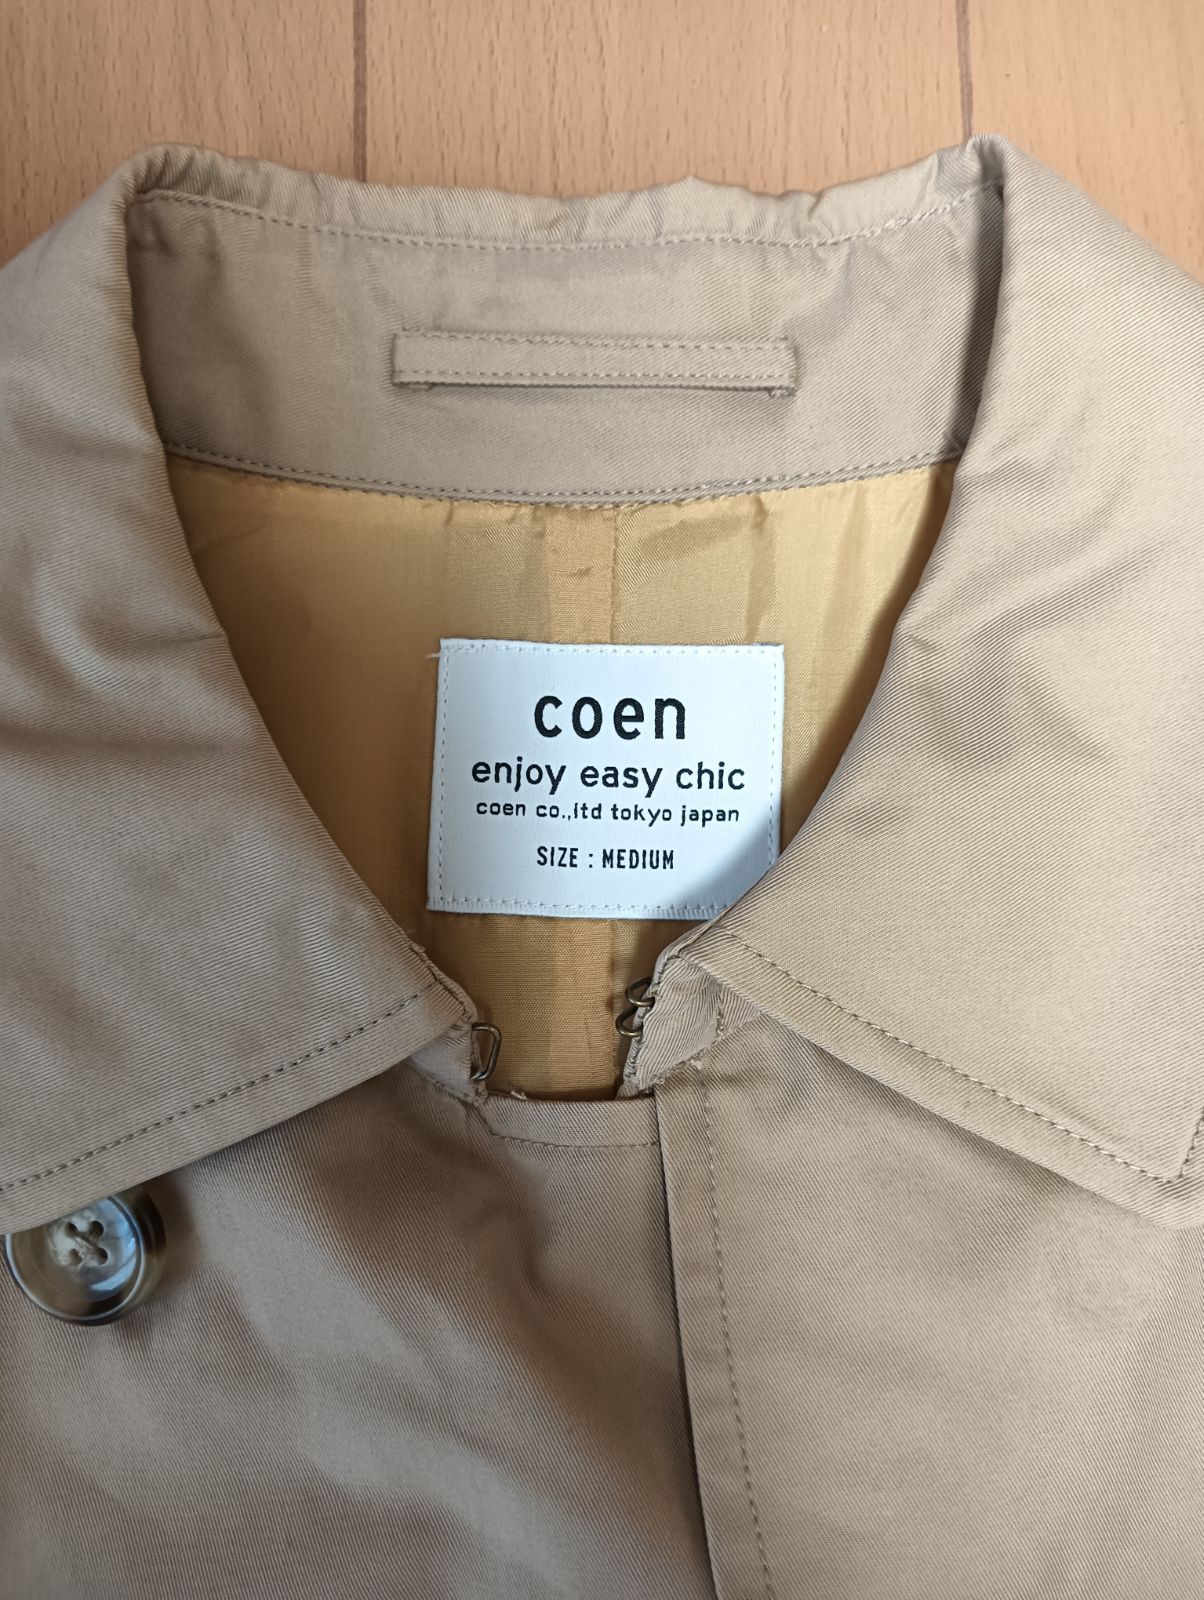 coen
enjoy easy chic
coen co.,ltd tokyo japan
SIZE : MEDIUM